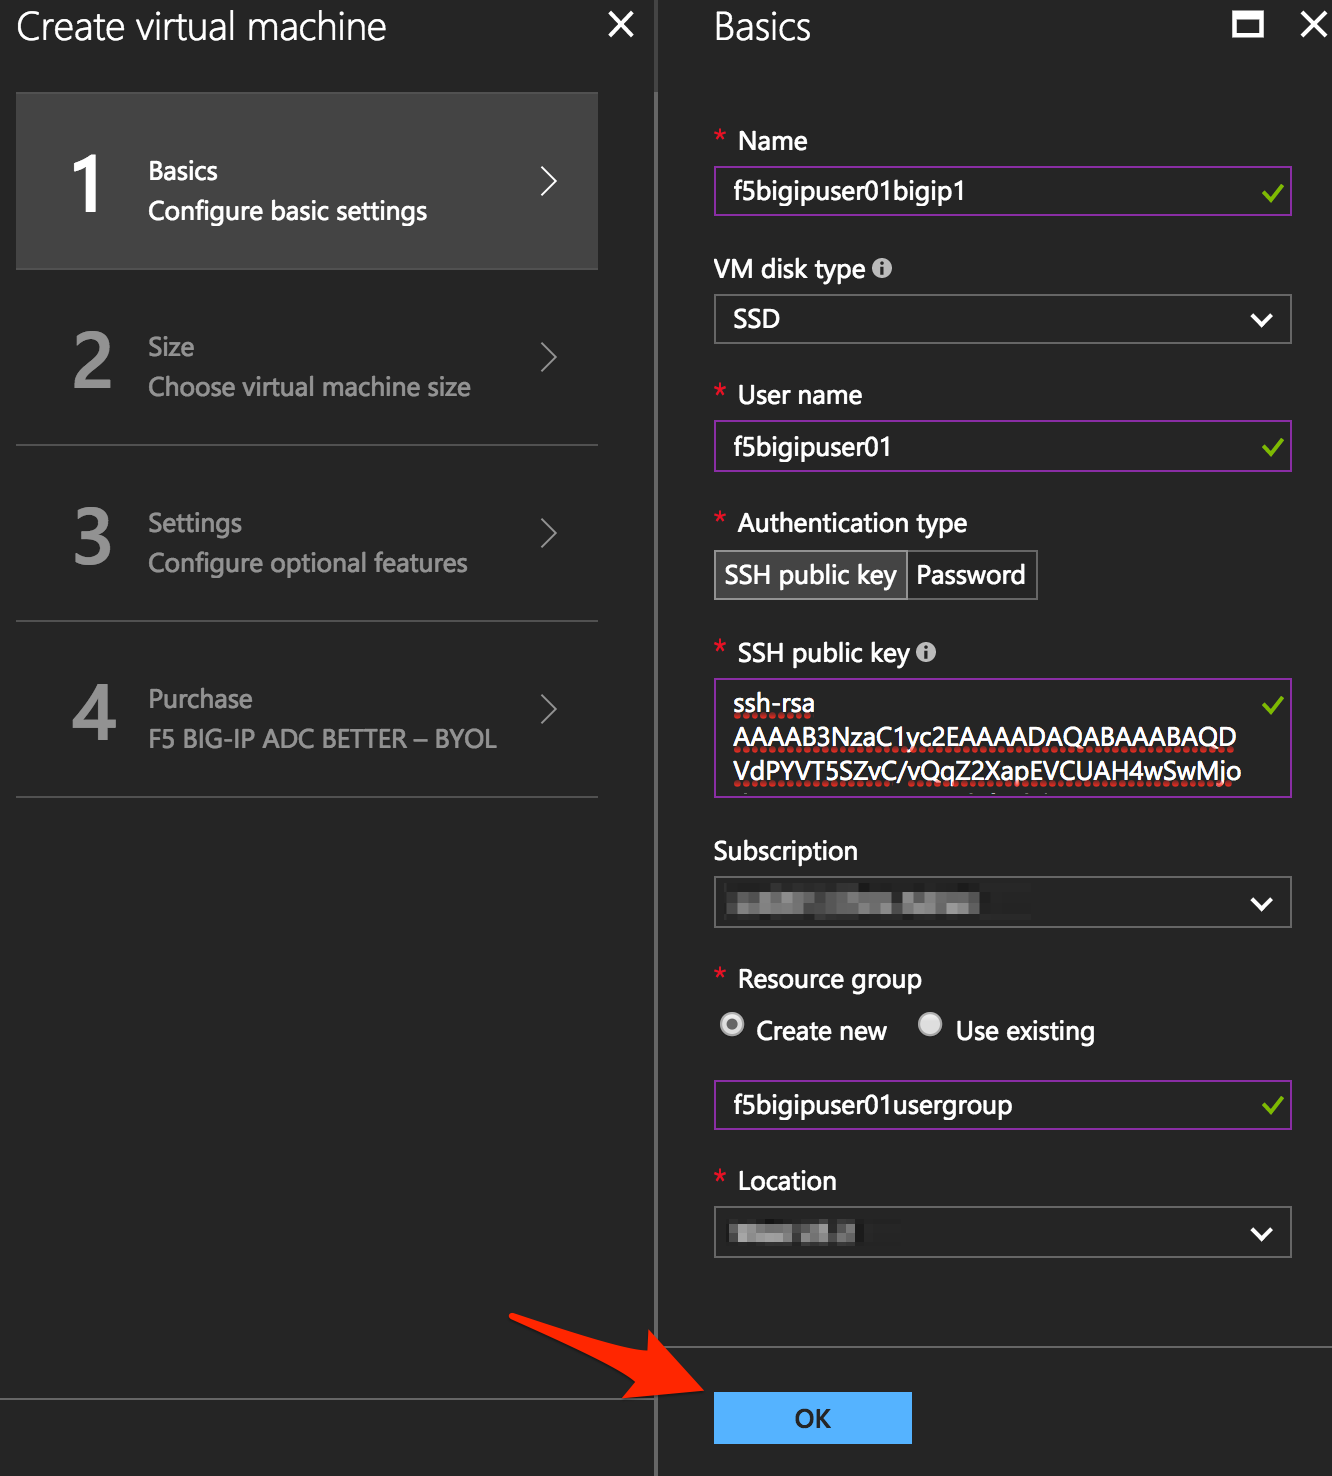 Create virtual machine
1
Basics
Configure basic settings
2
Size
Choose virtual machine size
3
Settings
Configure optional features
4
Purchase
F5 BIG-IP ADC BETTER – BYOL
Basics
* Name
f5bigipuser01bigip1
VM disk type
SSD
* User name
f5bigipuser01
* Authentication type
SSH public key Password
* SSH public key
ssh-rsa
AAAAB3NzaC1yc2EAAAADAQABAAABAQD
VdPYVT5SZvC/vQqZ2XapEVCUAH4wSwMjo
Subscription
* Resource group
Create new Use existing
f5bigipuser01usergroup
* Location
OK